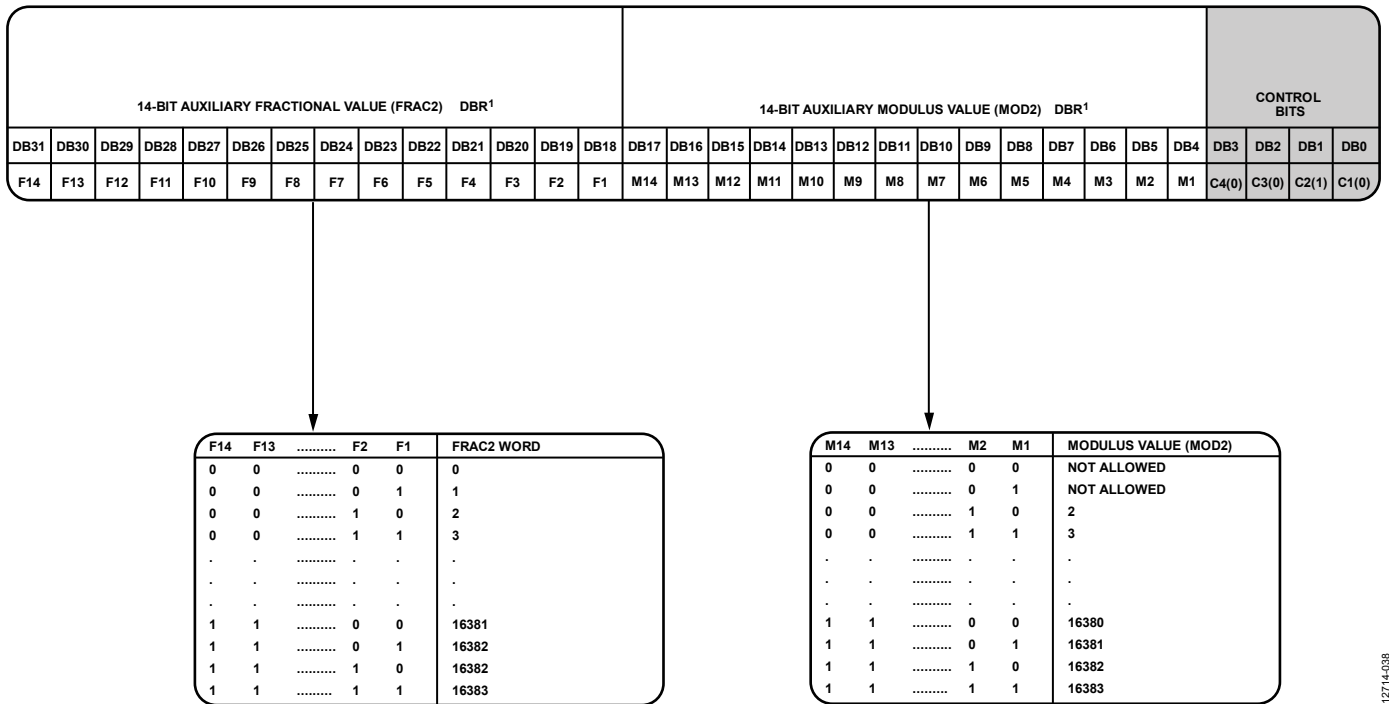 14-BIT AUXILIARY FRACTIONAL VALUE (FRAC2) DBR1 14-BIT AUXILIARY MODULUS VALUE (MOD2) DBR1 CONTROL
BITS
DB31 DB30 DB29 DB28 DB27 DB26 DB25 DB24 DB23 DB22 DB21 DB20 DB19 DB18 DB17 DB16 DB15 DB14 DB13 DB12 DB11 DB10 DB9 DB8 DB7 DB6 DB5 DB4 DB3 DB2 DB1 DB0
F14 F13 F12 F11 F10 F9 F8 F7 F6 F5 F4 F3 F2 F1 M14 M13 M12 M11 M10 M9 M8 M7 M6 M5 M4 M3 M2 M1 C4(0) C3(0) C2(1) C1(0)
F14 F13 .......... F2 F1 FRAC2 WORD
0 0 .......... 0 0 0
0 0 .......... 0 1 1
0 0 .......... 1 0 2
0 0 .......... 1 1 3
. . .......... . . .
. . .......... . . .
. . .......... . . .
1 1 .......... 0 0 16381
1 1 .......... 0 1 16382
1 1 .......... 1 0 16382
1 1 ......... 1 1 16383
M14 M13 .......... M2 M1 MODULUS VALUE (MOD2)
0 0 .......... 0 0 NOT ALLOWED
0 0 .......... 0 1 NOT ALLOWED
0 0 .......... 1 0 2
0 0 .......... 1 1 3
. . .......... . . .
. . .......... . . .
. . .......... . . .
1 1 .......... 0 0 16380
1 1 .......... 0 1 16381
1 1 .......... 1 0 16382
1 1 ......... 1 1 16383
12714-038